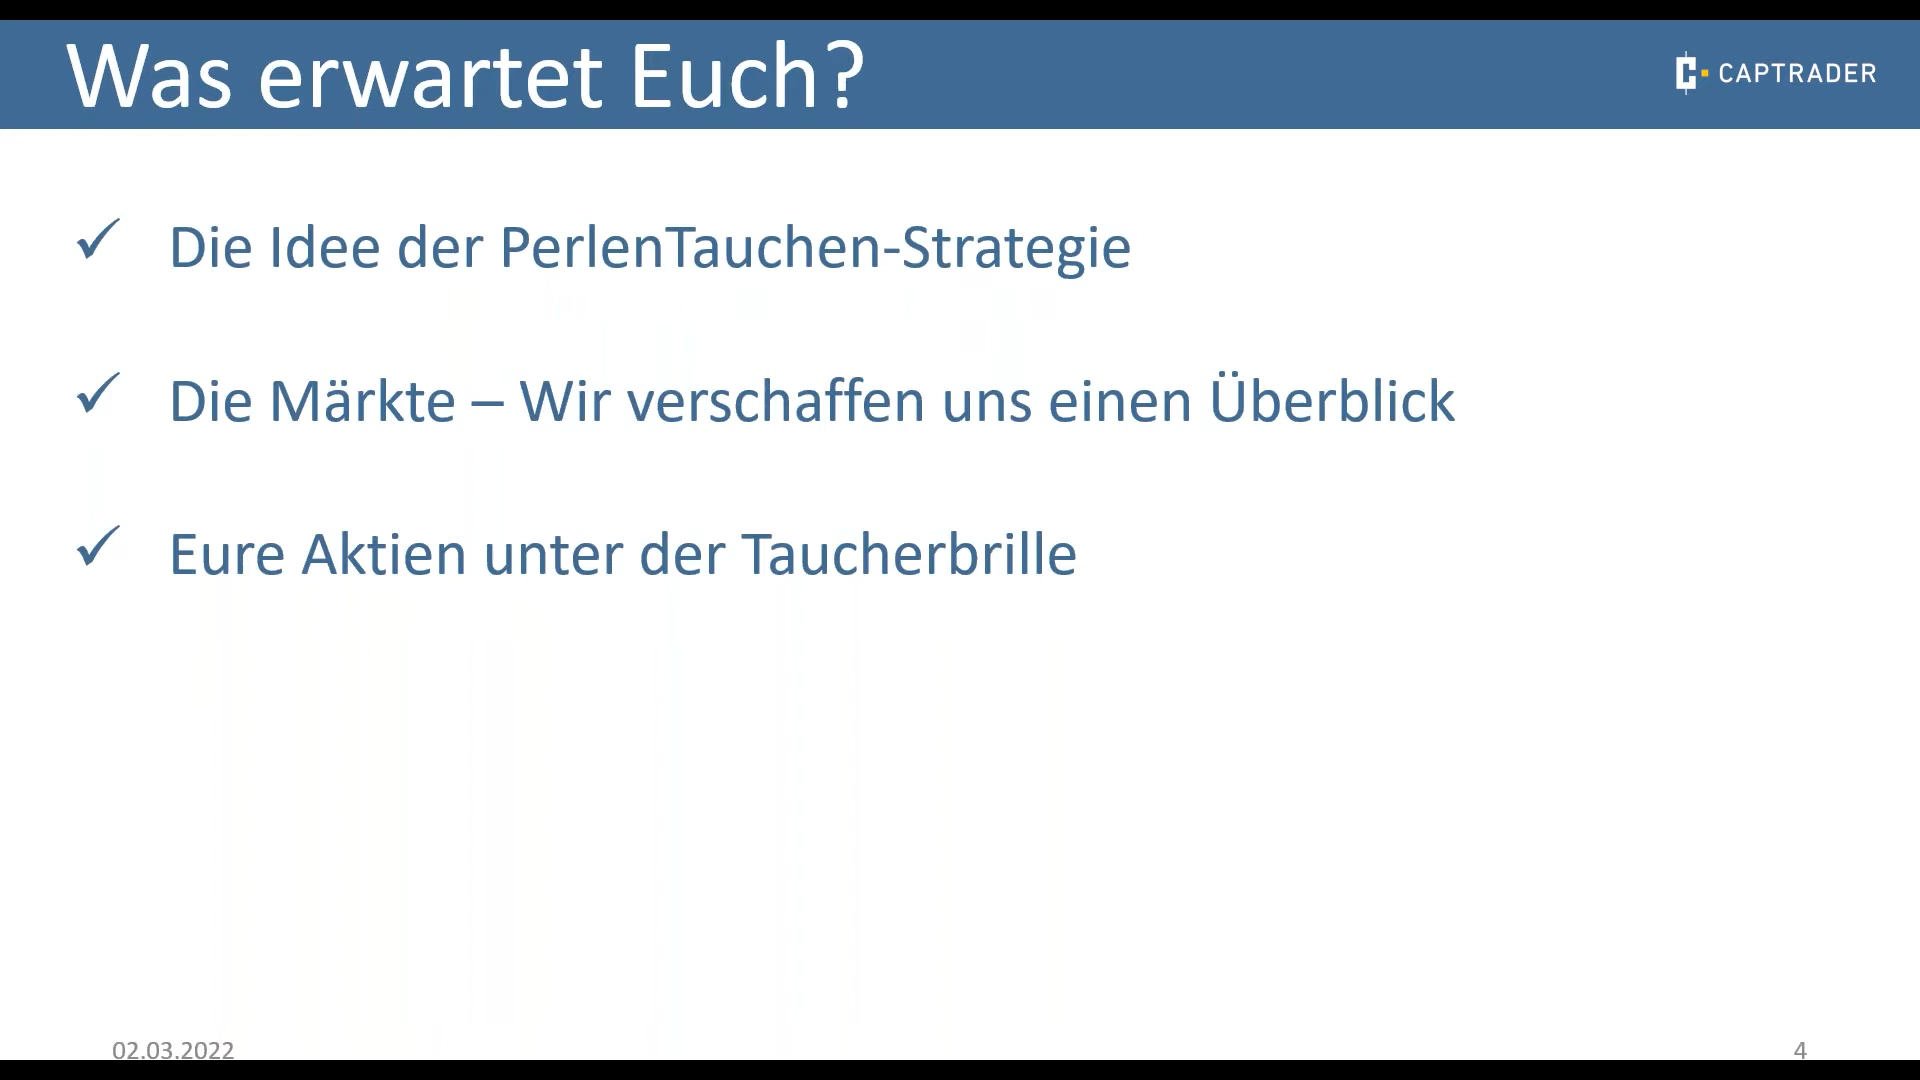 Was erwartet Euch?
CAPTRADER
✓ Die Idee der PerlenTauchen-Strategie
✓ Die Märkte – Wir verschaffen uns einen Überblick
✓ Eure Aktien unter der Taucherbrille
02.03.2022
4